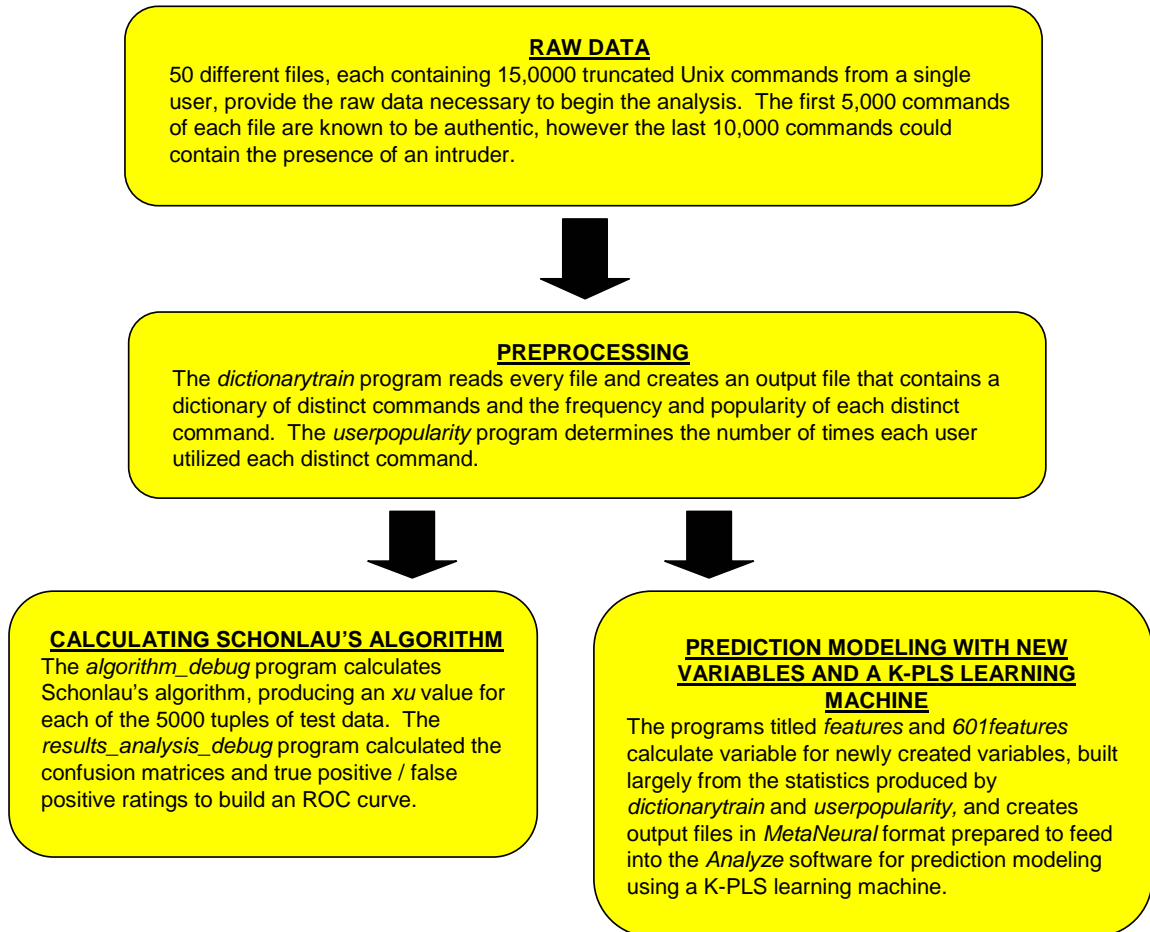 RAW DATA
50 different files, each containing 15,0000 truncated Unix commands from a single
user, provide the raw data necessary to begin the analysis.  The first 5,000 commands
of each file are known to be authentic, however the last 10,000 commands could
contain the presence of an intruder.
PREPROCESSING
The dictionarytrain program reads every file and creates an output file that contains a
dictionary of distinct commands and the frequency and popularity of each distinct
command.  The userpopularity program determines the number of times each user
utilized each distinct command.
CALCULATING SCHONLAU'S ALGORITHM
The algorithm_debug program calculates
Schonlau's algorithm, producing an xu value for
each of the 5000 tuples of test data.  The
results_analysis_debug program calculated the
confusion matrices and true positive / false
positive ratings to build an ROC curve.
PREDICTION MODELING WITH NEW
VARIABLES AND A K-PLS LEARNING
MACHINE
The programs titled features and 601features
calculate variable for newly created variables, built
largely from the statistics produced by
dictionarytrain and userpopularity, and creates
output files in MetaNeural format prepared to feed
into the Analyze software for prediction modeling
using a K-PLS learning machine.